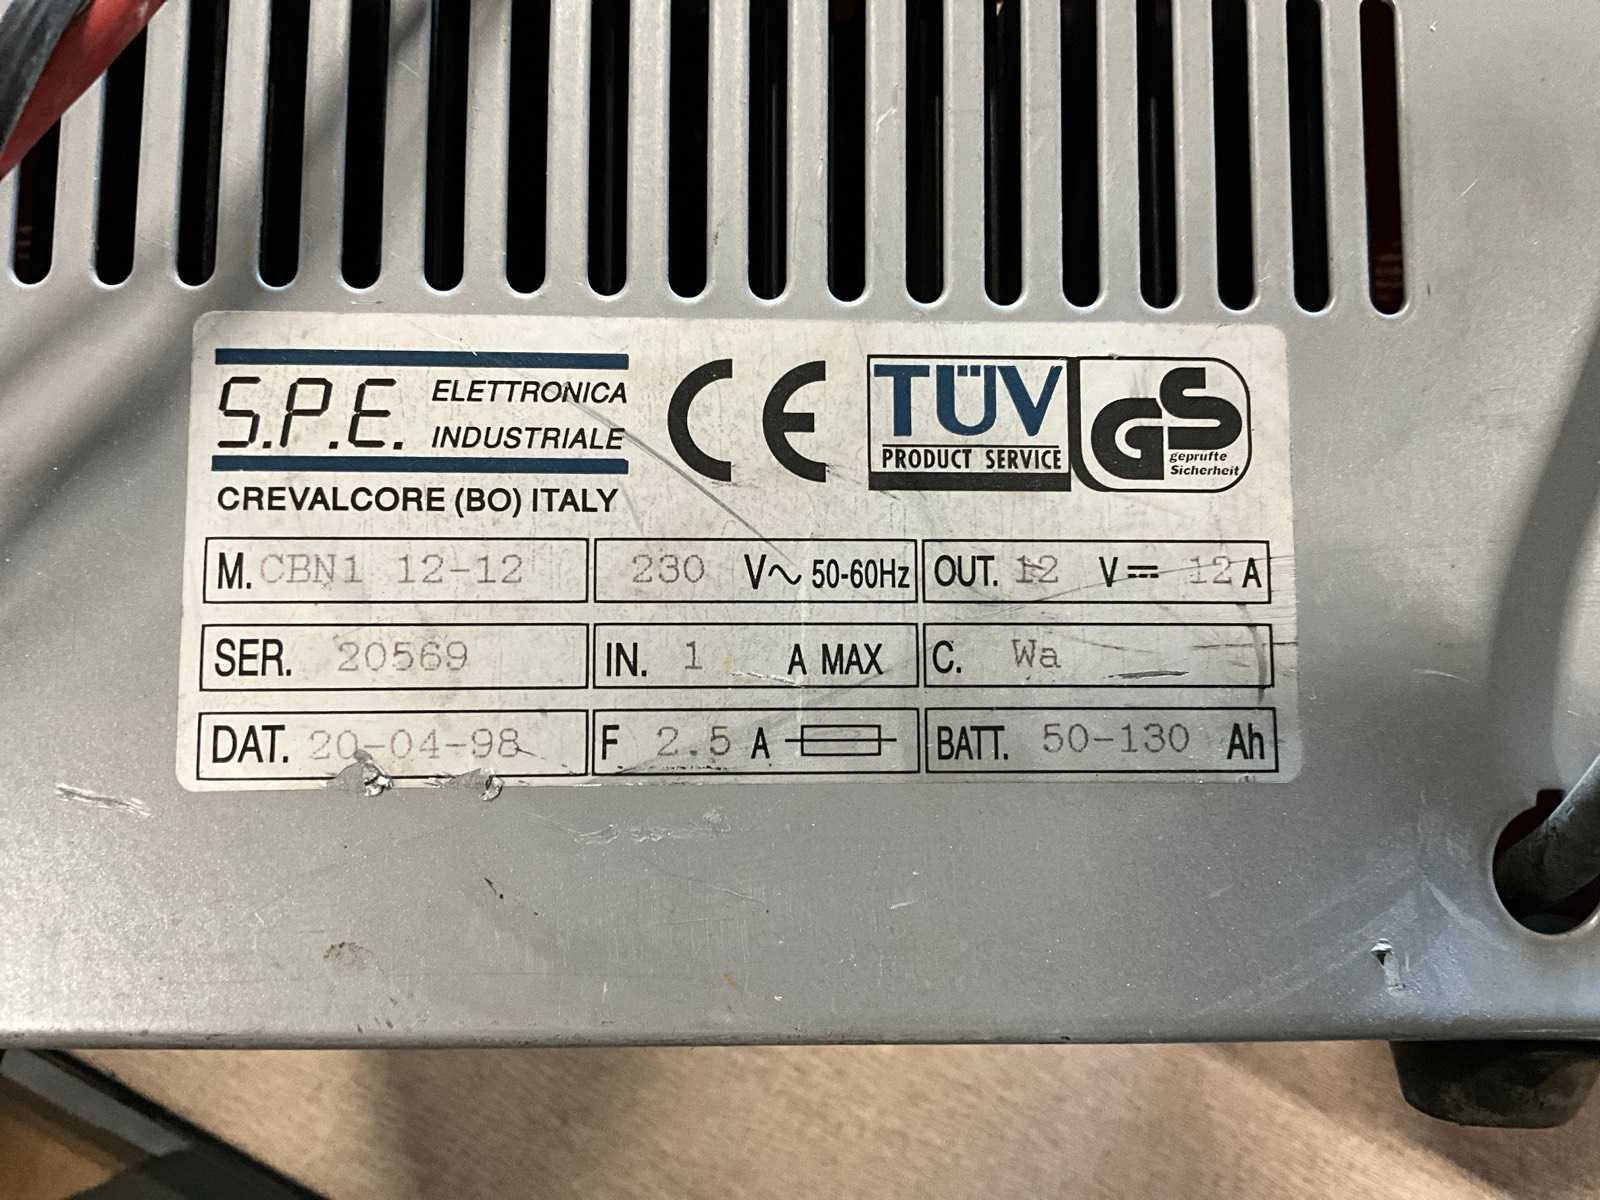 S.P.E. ELETTRONICA INDUSTRIALE
CREVALCORE (BO) ITALY
CE
TÜV
PRODUCT SERVICE
GS
geprüfte
Sicherheit
M. CBN1 12-12
230 V~ 50-60Hz
OUT. 12 V⎓ 12 A
SER. 20569
IN. 1 A MAX
C. Wa
DAT. 20-04-98
F 2.5 A
BATT. 50-130 Ah